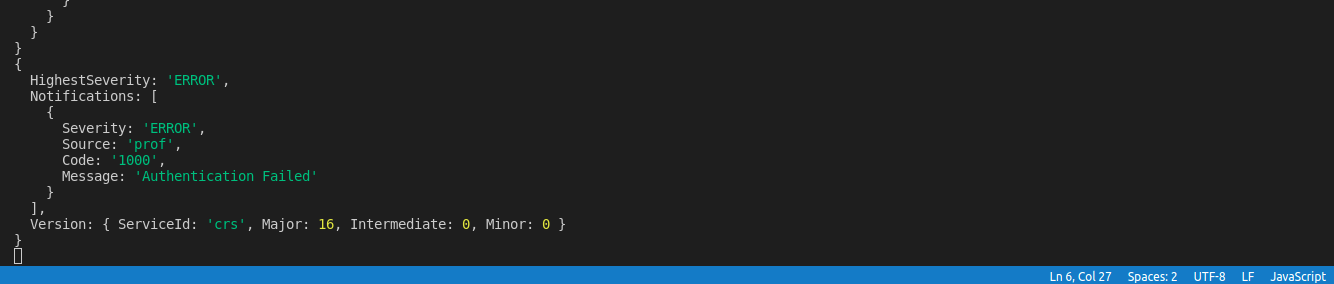 }
}
}
}
{
HighestSeverity: 'ERROR',
Notifications: [
{
Severity: 'ERROR',
Source: 'prof',
Code: '1000',
Message: 'Authentication Failed'
}
],
Version: { ServiceId: 'crs', Major: 16, Intermediate: 0, Minor: 0 }
}
Ln 6, Col 27 Spaces: 2 UTF-8 LF JavaScript